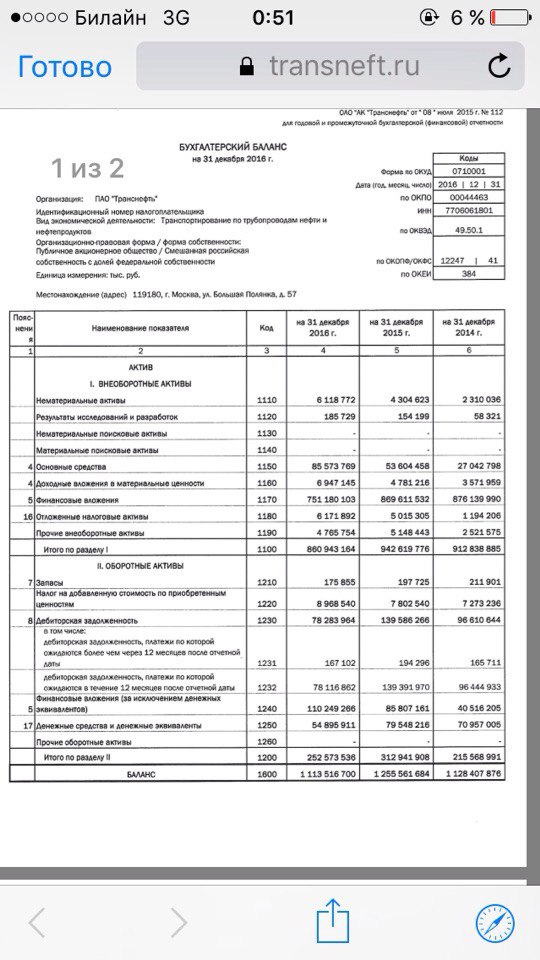 Билайн 3G 0:51 6 %
Готово transneft.ru
ОАО "АК "Транснефть" от " 08 " июля 2015 г. № 112
для годовой и промежуточной бухгалтерской (финансовой) отчетности
БУХГАЛТЕРСКИЙ БАЛАНС
на 31 декабря 2016 г.
1 из 2
Коды
Форма по ОКУД 0710001
Дата (год, месяц, число) 2016 | 12 | 31
Организация: ПАО "Транснефть" по ОКПО 00044463
Идентификационный номер налогоплательщика ИНН 7706061801
Вид экономической деятельности: Транспортирование по трубопроводам нефти и
нефтепродуктов по ОКВЭД 49.50.1
Организационно-правовая форма / форма собственности:
Публичное акционерное общество / Смешанная российская
собственность с долей федеральной собственности по ОКОПФ/ОКФС 12247 | 41
Единица измерения: тыс. руб. по ОКЕИ 384
Местонахождение (адрес) 119180, г. Москва, ул. Большая Полянка, д. 57
Пояснения Наименование показателя Код на 31 декабря 2016 г. на 31 декабря 2015 г. на 31 декабря 2014 г.
1 2 3 4 5 6
АКТИВ
I. ВНЕОБОРОТНЫЕ АКТИВЫ
Нематериальные активы 1110 6 118 772 4 304 623 2 310 036
Результаты исследований и разработок 1120 185 729 154 199 58 321
Нематериальные поисковые активы 1130 - - -
Материальные поисковые активы 1140 - - -
4 Основные средства 1150 85 573 769 53 604 458 27 042 798
4 Доходные вложения в материальные ценности 1160 6 947 145 4 781 216 3 571 959
5 Финансовые вложения 1170 751 180 103 869 611 532 876 139 990
16 Отложенные налоговые активы 1180 6 171 892 5 015 305 1 194 206
Прочие внеоборотные активы 1190 4 765 754 5 148 443 2 521 575
Итого по разделу I 1100 860 943 164 942 619 776 912 838 885
II. ОБОРОТНЫЕ АКТИВЫ
7 Запасы 1210 175 855 197 725 211 901
Налог на добавленную стоимость по приобретенным
ценностям 1220 8 968 540 7 802 540 7 273 236
8 Дебиторская задолженность 1230 78 283 964 139 586 266 96 610 644
в том числе:
дебиторская задолженность, платежи по которой
ожидаются более чем через 12 месяцев после отчетной
даты 1231 167 102 194 296 165 711
дебиторская задолженность, платежи по которой
ожидаются в течение 12 месяцев после отчетной даты 1232 78 116 862 139 391 970 96 444 933
Финансовые вложения (за исключением денежных
5 эквивалентов) 1240 110 249 266 85 807 161 40 516 205
17 Денежные средства и денежные эквиваленты 1250 54 895 911 79 548 216 70 957 005
Прочие оборотные активы 1260 - - -
Итого по разделу II 1200 252 573 536 312 941 908 215 568 991
БАЛАНС 1600 1 113 516 700 1 255 561 684 1 128 407 876